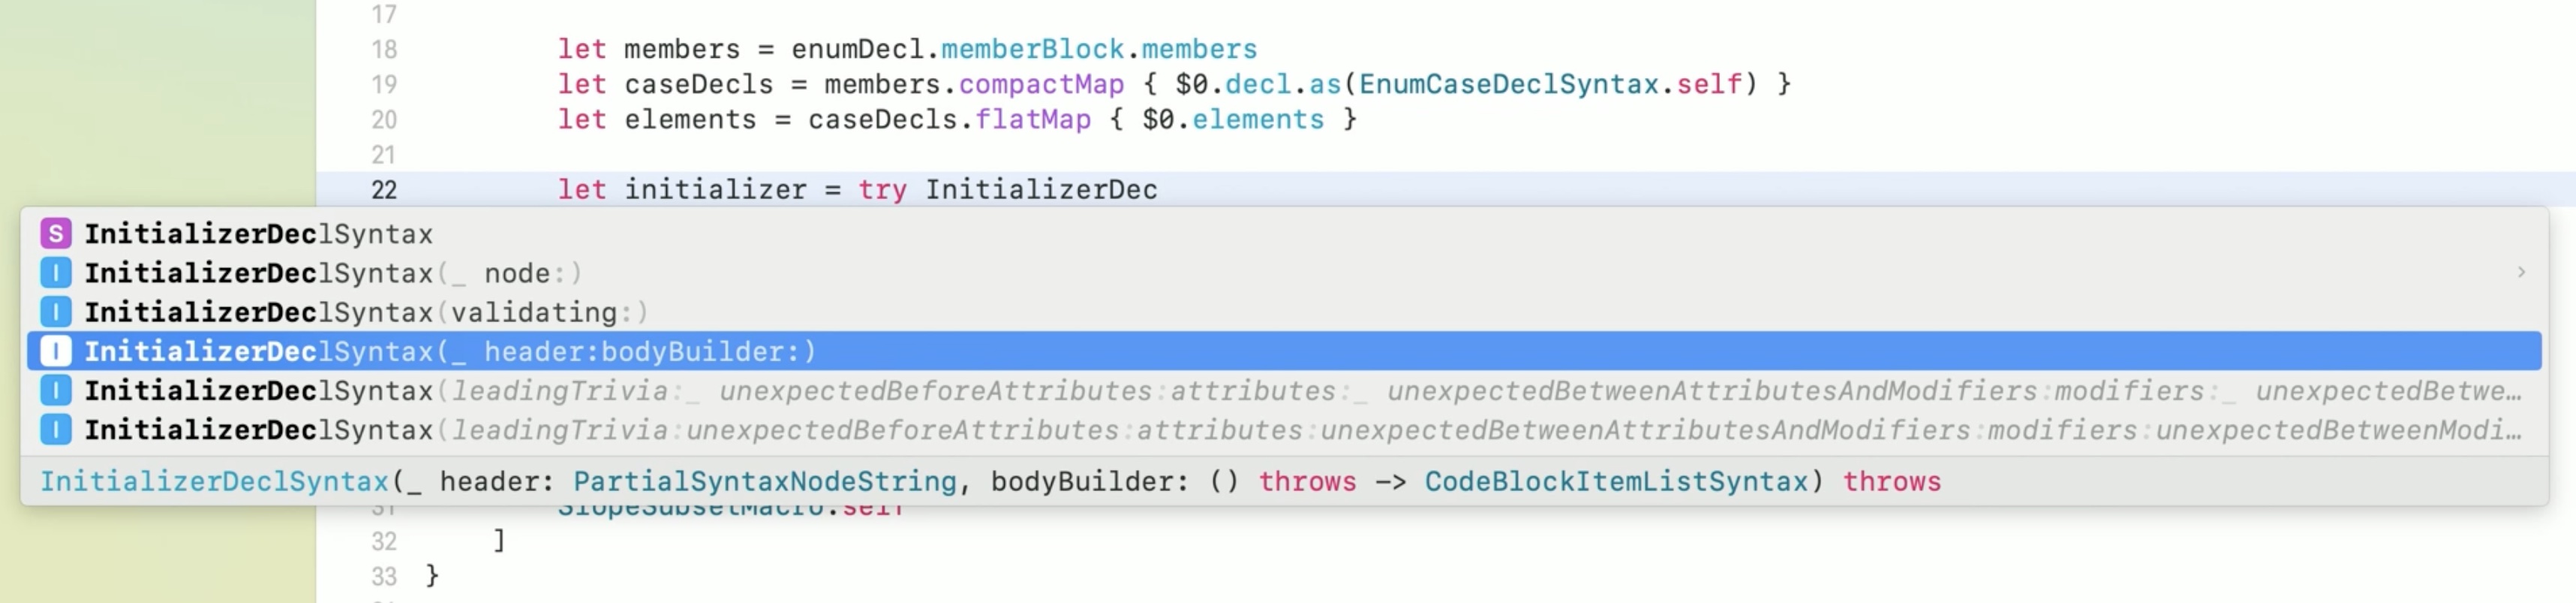 17
18 let members = enumDecl.memberBlock.members
19 let caseDecls = members.compactMap { $0.decl.as(EnumCaseDeclSyntax.self) }
20 let elements = caseDecls.flatMap { $0.elements }
21
22 let initializer = try InitializerDec
S InitializerDeclSyntax
I InitializerDeclSyntax(_ node:)
I InitializerDeclSyntax(validating:)
I InitializerDeclSyntax(_ header:bodyBuilder:)
I InitializerDeclSyntax(leadingTrivia:_ unexpectedBeforeAttributes:attributes:_ unexpectedBetweenAttributesAndModifiers:modifiers:_ unexpectedBetwe…
I InitializerDeclSyntax(leadingTrivia:unexpectedBeforeAttributes:attributes:unexpectedBetweenAttributesAndModifiers:modifiers:unexpectedBetweenModi…
InitializerDeclSyntax(_ header: PartialSyntaxNodeString, bodyBuilder: () throws -> CodeBlockItemListSyntax) throws
31 SlopeSubsetMacro.self
32 ]
33 }